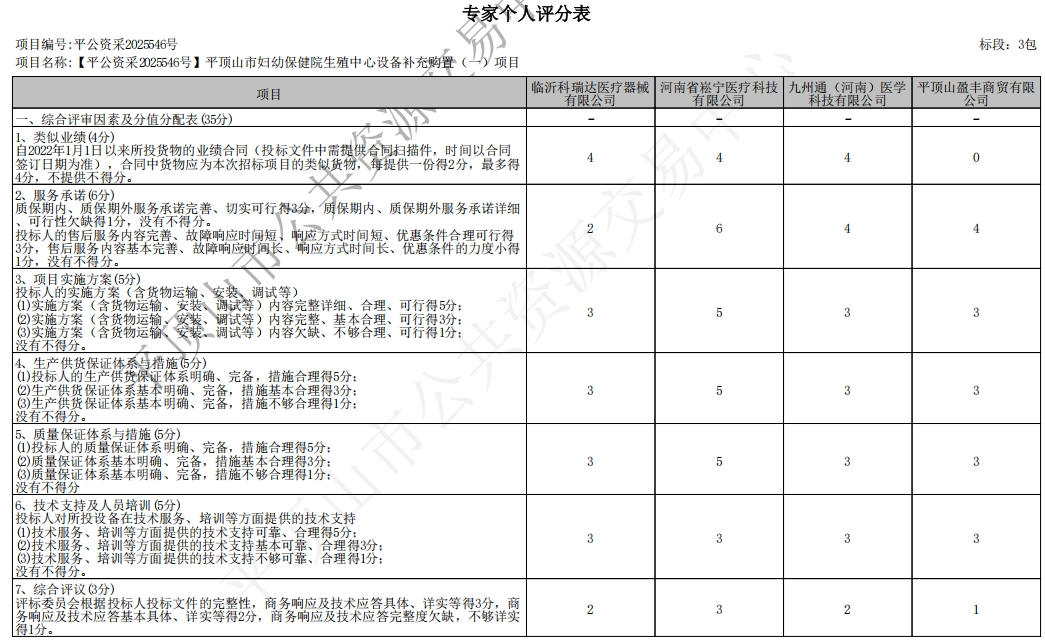 专家个人评分表
项目编号:平公资采2025546号
标段: 3包
项目名称:【平公资采2025546号】平顶山市妇幼保健院生殖中心设备补充购置（一）项目
项目
临沂科瑞达医疗器械有限公司
河南省崧宁医疗科技有限公司
九州通（河南）医学科技有限公司
平顶山盈丰商贸有限公司
一、综合评审因素及分值分配表(35分)
- - - -
1、类似业绩(4分)
自2022年1月1日以来所投货物的业绩合同（投标文件中需提供合同扫描件，时间以合同
签订日期为准），合同中货物应为本次招标项目的类似货物，每提供一份得2分，最多得
4分，不提供不得分。
4 4 4 0
2、服务承诺(6分)
质保期内、质保期外服务承诺完善、切实可行得3分，质保期内、质保期外服务承诺详细
、可行性欠缺得1分，没有不得分。
投标人的售后服务内容完善、故障响应时间短、响应方式时间短、优惠条件合理可行得
3分，售后服务内容基本完善、故障响应时间长、响应方式时间长、优惠条件的力度小得
1分，没有不得分。
2 6 4 4
3、项目实施方案(5分)
投标人的实施方案（含货物运输、安装、调试等）
(1)实施方案（含货物运输、安装、调试等）内容完整详细、合理、可行得5分；
(2)实施方案（含货物运输、安装、调试等）内容完整、基本合理、可行得3分；
(3)实施方案（含货物运输、安装、调试等）内容欠缺、不够合理、可行得1分；
没有不得分。
3 5 3 3
4、生产供货保证体系与措施(5分)
(1)投标人的生产供货保证体系明确、完备，措施合理得5分；
(2)生产供货保证体系基本明确、完备，措施基本合理得3分；
(3)生产供货保证体系基本明确、完备，措施不够合理得1分；
没有不得分。
3 5 3 3
5、质量保证体系与措施(5分)
(1)投标人的质量保证体系明确、完备，措施合理得5分；
(2)质量保证体系基本明确、完备，措施基本合理得3分；
(3)质量保证体系基本明确、完备，措施不够合理得1分；
没有不得分
3 5 3 3
6、技术支持及人员培训(5分)
投标人对所投设备在技术服务、培训等方面提供的技术支持
(1)技术服务、培训等方面提供的技术支持可靠、合理得5分；
(2)技术服务、培训等方面提供的技术支持基本可靠、合理得3分；
(3)技术服务、培训等方面提供的技术支持不够可靠、合理得1分；
没有不得分。
3 3 3 3
7、综合评议(3分)
评标委员会根据投标人投标文件的完整性，商务响应及技术应答具体、详实等得3分，商
务响应及技术应答基本具体、详实等得2分，商务响应及技术应答完整度欠缺，不够详实
得1分。
2 3 2 1
平顶山市公共资源交易中
平顶山市公共资源交易中心